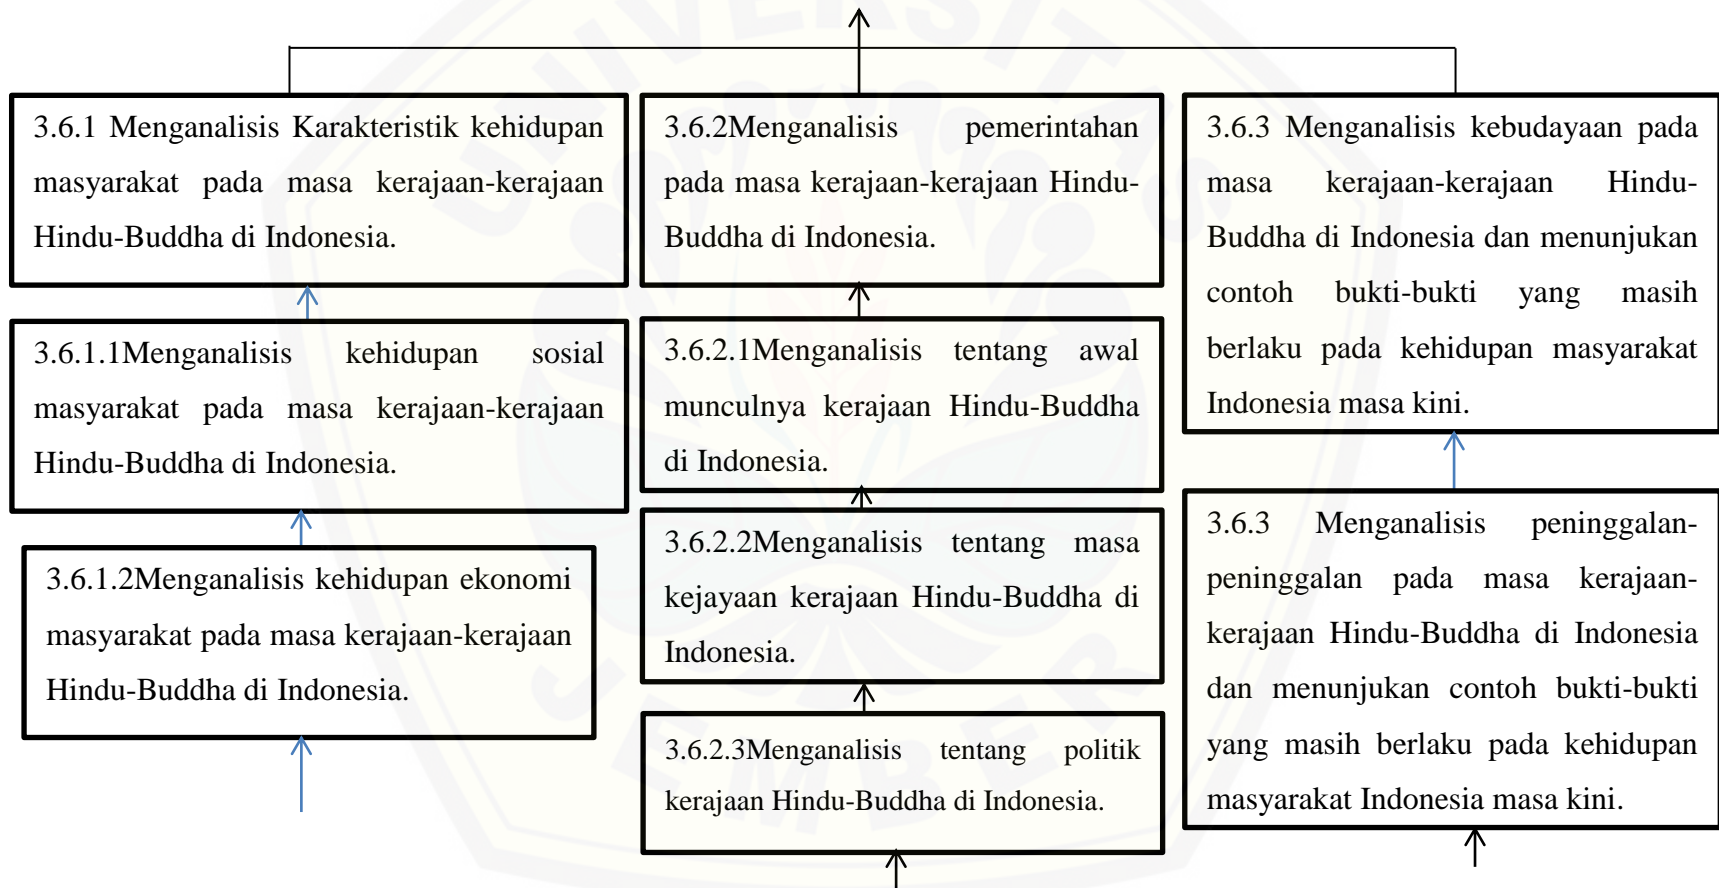 UNIVERSITAS
3.6.1 Menganalisis Karakteristik kehidupan
masyarakat pada masa kerajaan-kerajaan
Hindu-Buddha di Indonesia.
3.6.1.1Menganalisis kehidupan sosial
masyarakat pada masa kerajaan-kerajaan
Hindu-Buddha di Indonesia.
3.6.1.2Menganalisis kehidupan ekonomi
masyarakat pada masa kerajaan-kerajaan
Hindu-Buddha di Indonesia.
3.6.2Menganalisis pemerintahan
pada masa kerajaan-kerajaan Hindu-
Buddha di Indonesia.
3.6.2.1Menganalisis tentang awal
munculnya kerajaan Hindu-Buddha
di Indonesia.
3.6.2.2Menganalisis tentang masa
kejayaan kerajaan Hindu-Buddha di
Indonesia.
3.6.2.3Menganalisis tentang politik
kerajaan Hindu-Buddha di Indonesia.
3.6.3 Menganalisis kebudayaan pada
masa kerajaan-kerajaan Hindu-
Buddha di Indonesia dan menunjukan
contoh bukti-bukti yang masih
berlaku pada kehidupan masyarakat
Indonesia masa kini.
3.6.3 Menganalisis peninggalan-
peninggalan pada masa kerajaan-
kerajaan Hindu-Buddha di Indonesia
dan menunjukan contoh bukti-bukti
yang masih berlaku pada kehidupan
masyarakat Indonesia masa kini.
JEMBER